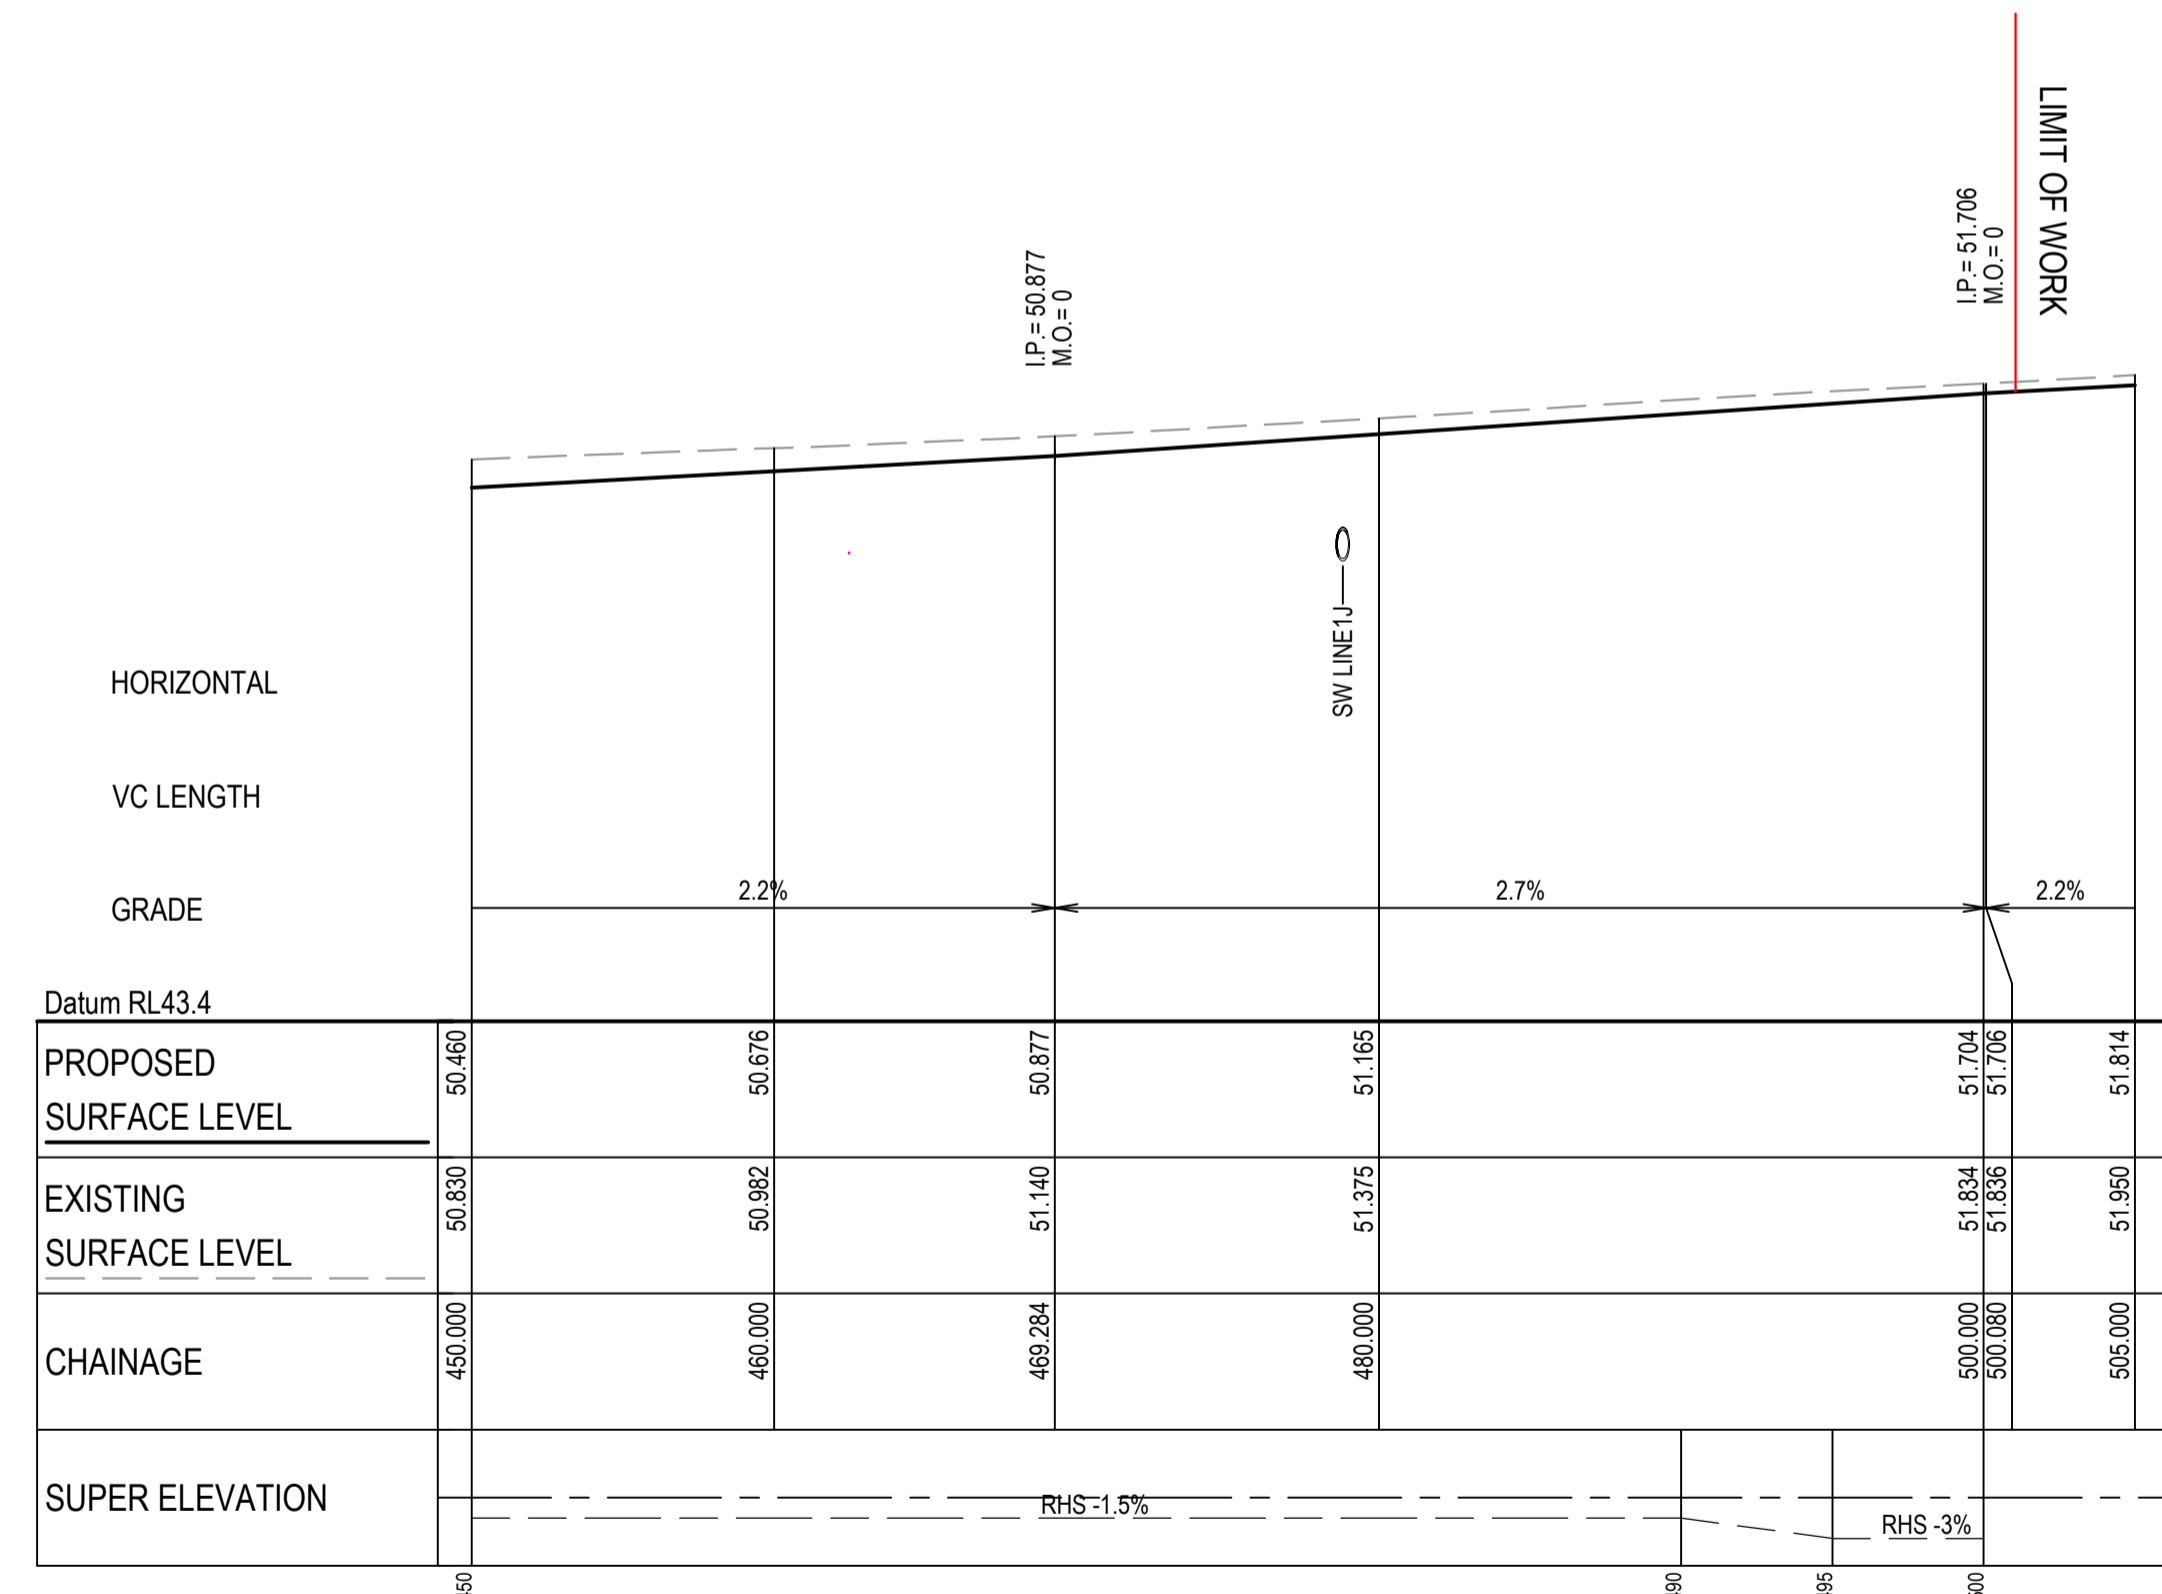 LIMIT OF WORK
I.P.= 51.706
M.O.= 0
I.P.= 50.877
M.O.= 0
SW LINE1J
HORIZONTAL
VC LENGTH
GRADE
2.2%
2.7%
2.2%
Datum RL43.4
PROPOSED
SURFACE LEVEL
50.460
50.676
50.877
51.165
51.704
51.706
51.814
EXISTING
SURFACE LEVEL
50.830
50.982
51.140
51.375
51.834
51.836
51.950
CHAINAGE
450.000
460.000
469.284
480.000
500.000
500.080
505.000
SUPER ELEVATION
RHS -1.5%
RHS -3%